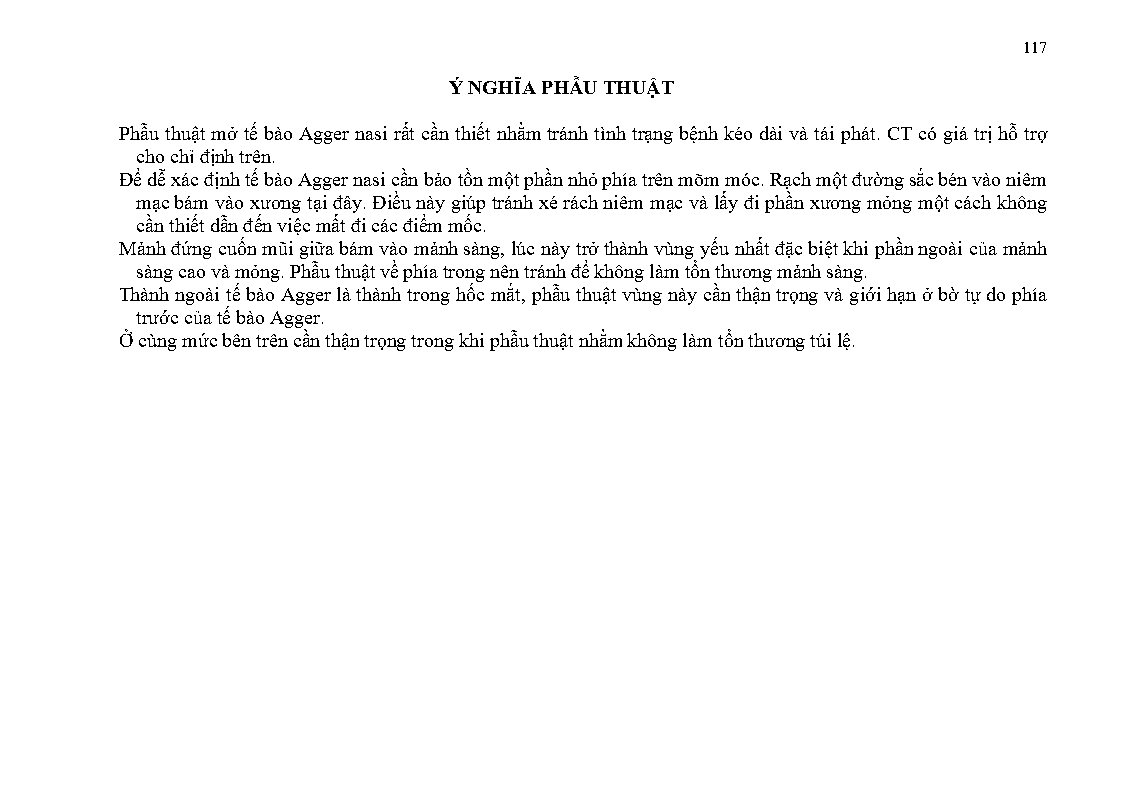 117
Ý NGHĨA PHẪU THUẬT
Phẫu thuật mở tế bào Agger nasi rất cần thiết nhằm tránh tình trạng bệnh kéo dài và tái phát. CT có giá trị hỗ trợ
cho chỉ định trên.
Để dễ xác định tế bào Agger nasi cần bảo tồn một phần nhỏ phía trên mõm móc. Rạch một đường sắc bén vào niêm
mạc bám vào xương tại đây. Điều này giúp tránh xé rách niêm mạc và lấy đi phần xương mỏng một cách không
cần thiết dẫn đến việc mất đi các điểm mốc.
Mảnh đứng cuốn mũi giữa bám vào mảnh sàng, lúc này trở thành vùng yếu nhất đặc biệt khi phần ngoài của mảnh
sàng cao và mỏng. Phẫu thuật về phía trong nên tránh để không làm tổn thương mảnh sàng.
Thành ngoài tế bào Agger là thành trong hốc mắt, phẫu thuật vùng này cần thận trọng và giới hạn ở bờ tự do phía
trước của tế bào Agger.
Ở cùng mức bên trên cần thận trọng trong khi phẫu thuật nhằm không làm tổn thương túi lệ.